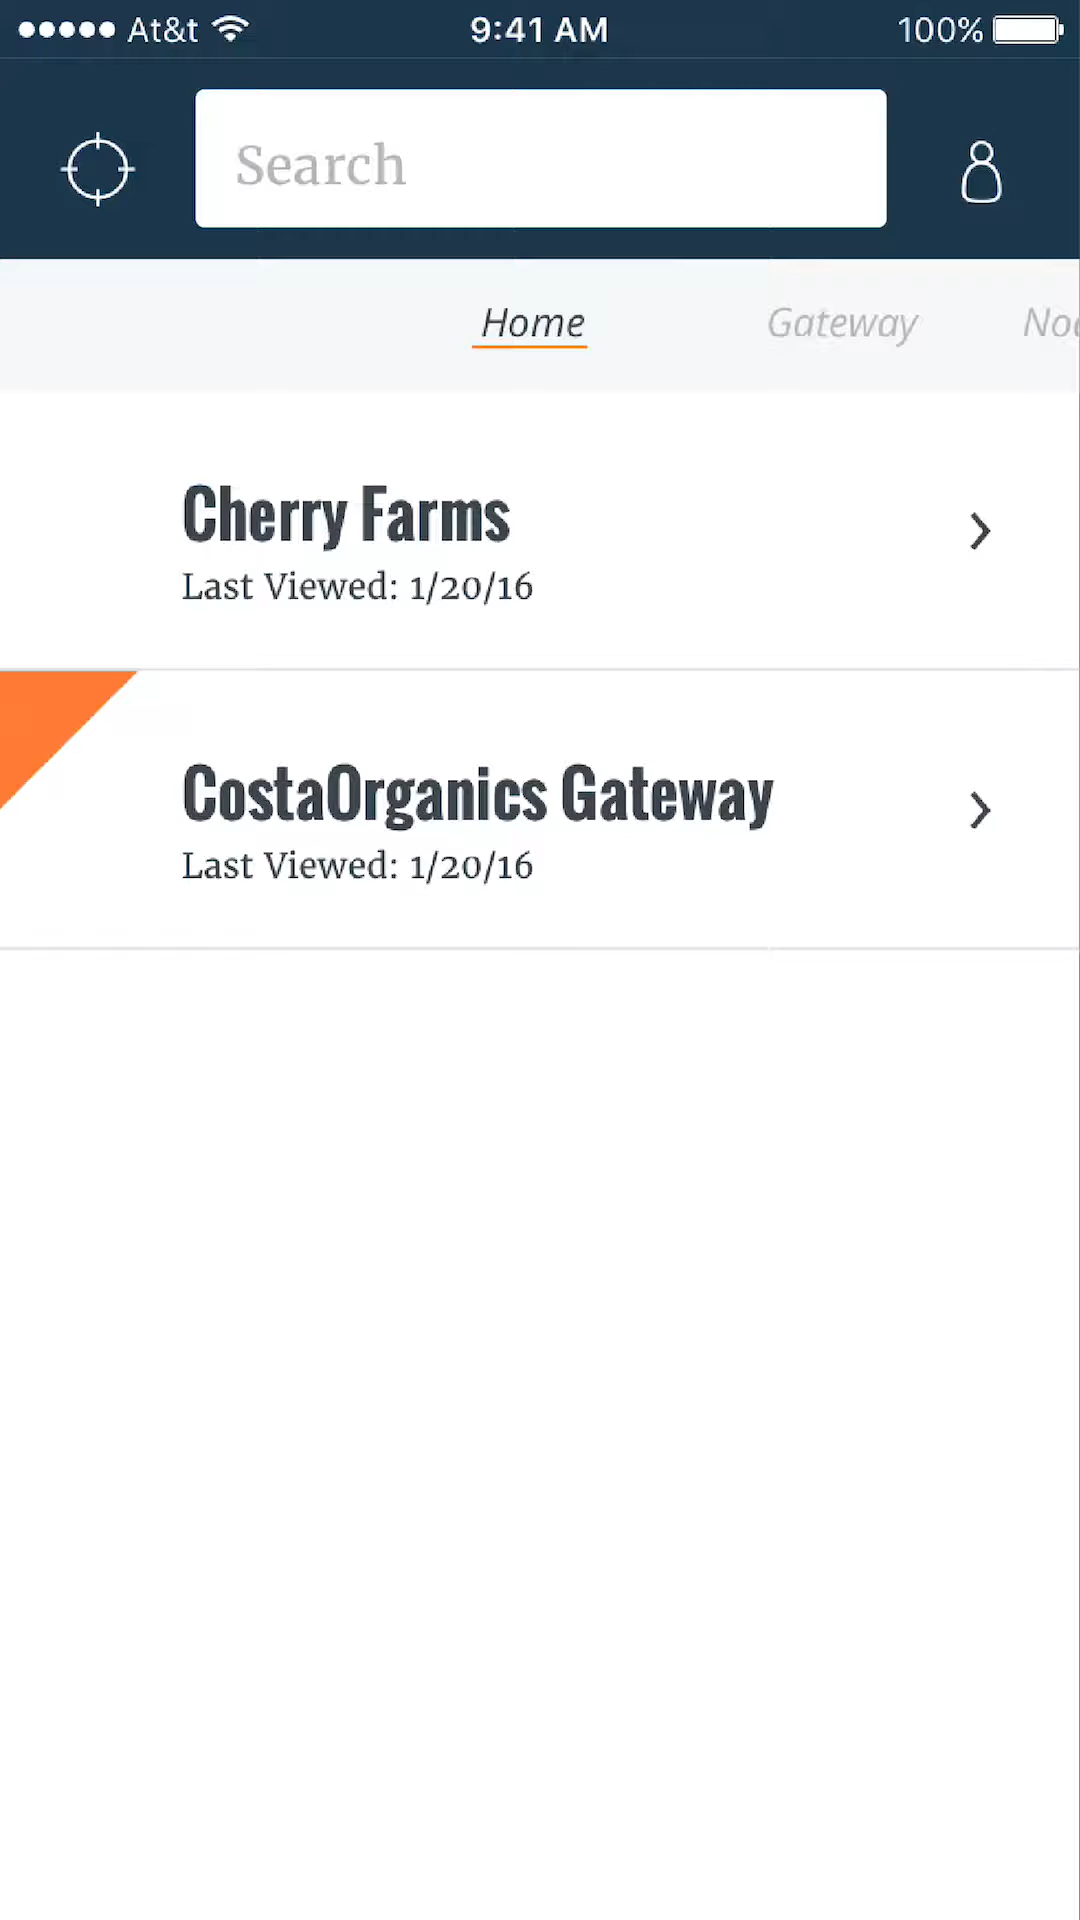 At&t 9:41 AM 100%
Search
Home Gateway
Cherry Farms
Last Viewed: 1/20/16
CostaOrganics Gateway
Last Viewed: 1/20/16